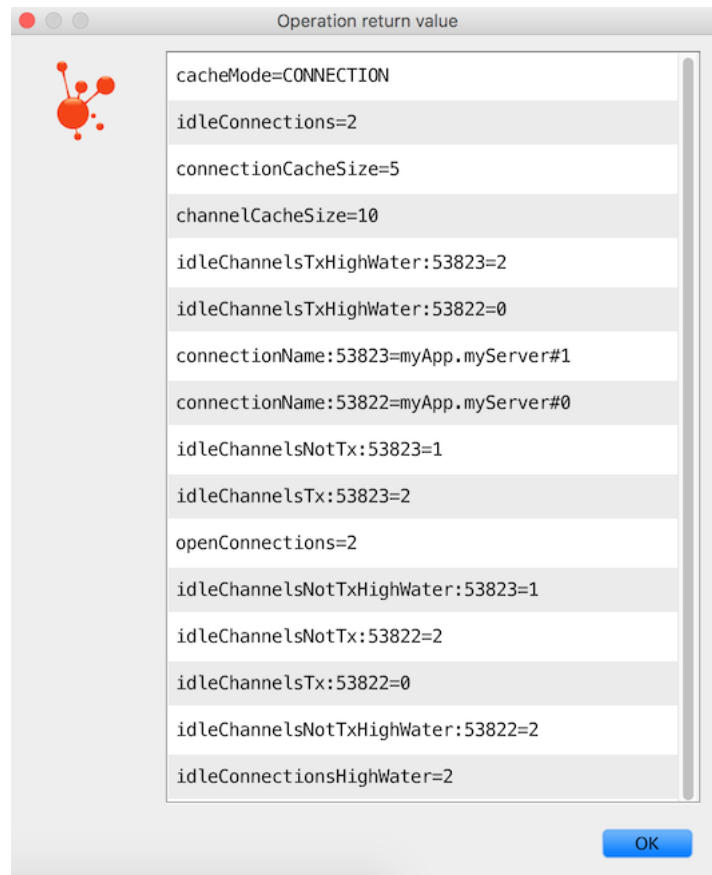 Operation return value
cacheMode=CONNECTION
idleConnections=2
connectionCacheSize=5
channelCacheSize=10
idleChannelsTxHighWater:53823=2
idleChannelsTxHighWater:53822=0
connectionName:53823=myApp.myServer#1
connectionName:53822=myApp.myServer#0
idleChannelsNotTx:53823=1
idleChannelsTx:53823=2
openConnections=2
idleChannelsNotTxHighWater:53823=1
idleChannelsNotTx:53822=2
idleChannelsTx:53822=0
idleChannelsNotTxHighWater:53822=2
idleConnectionsHighWater=2
OK